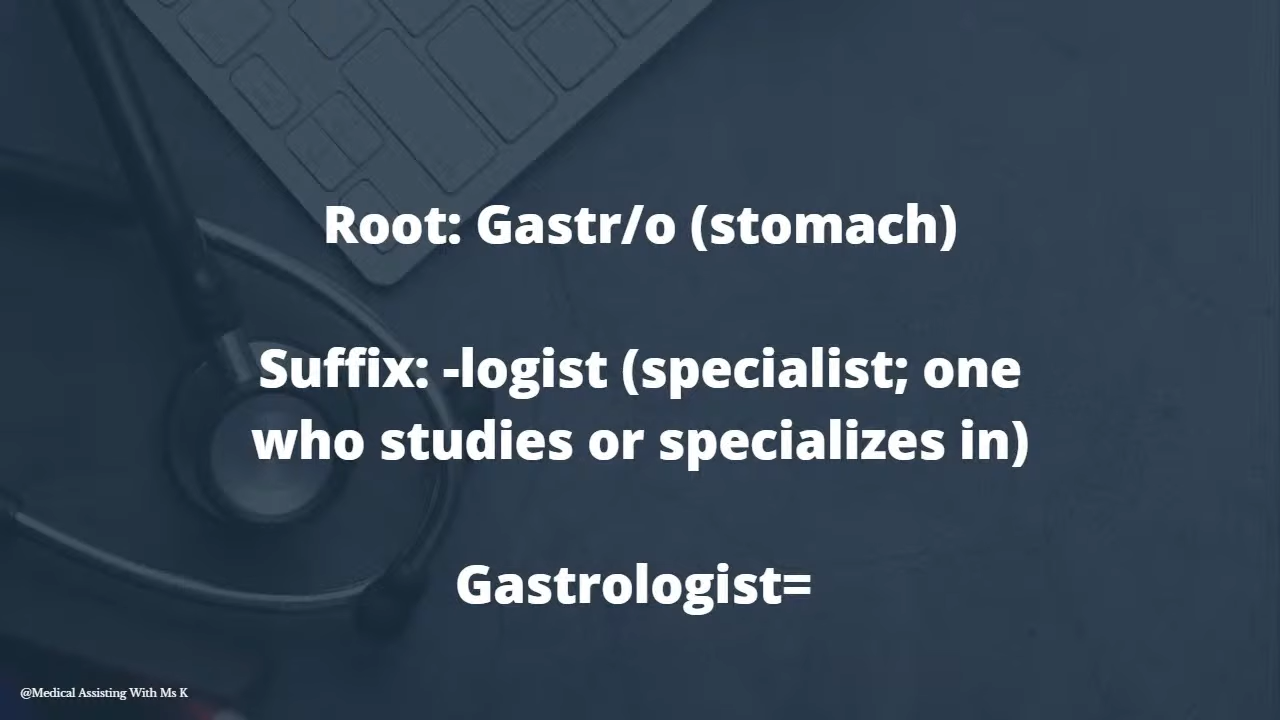 Root: Gastr/o (stomach)
Suffix: -logist (specialist; one
who studies or specializes in)
Gastrologist=
@Medical Assisting With Ms K